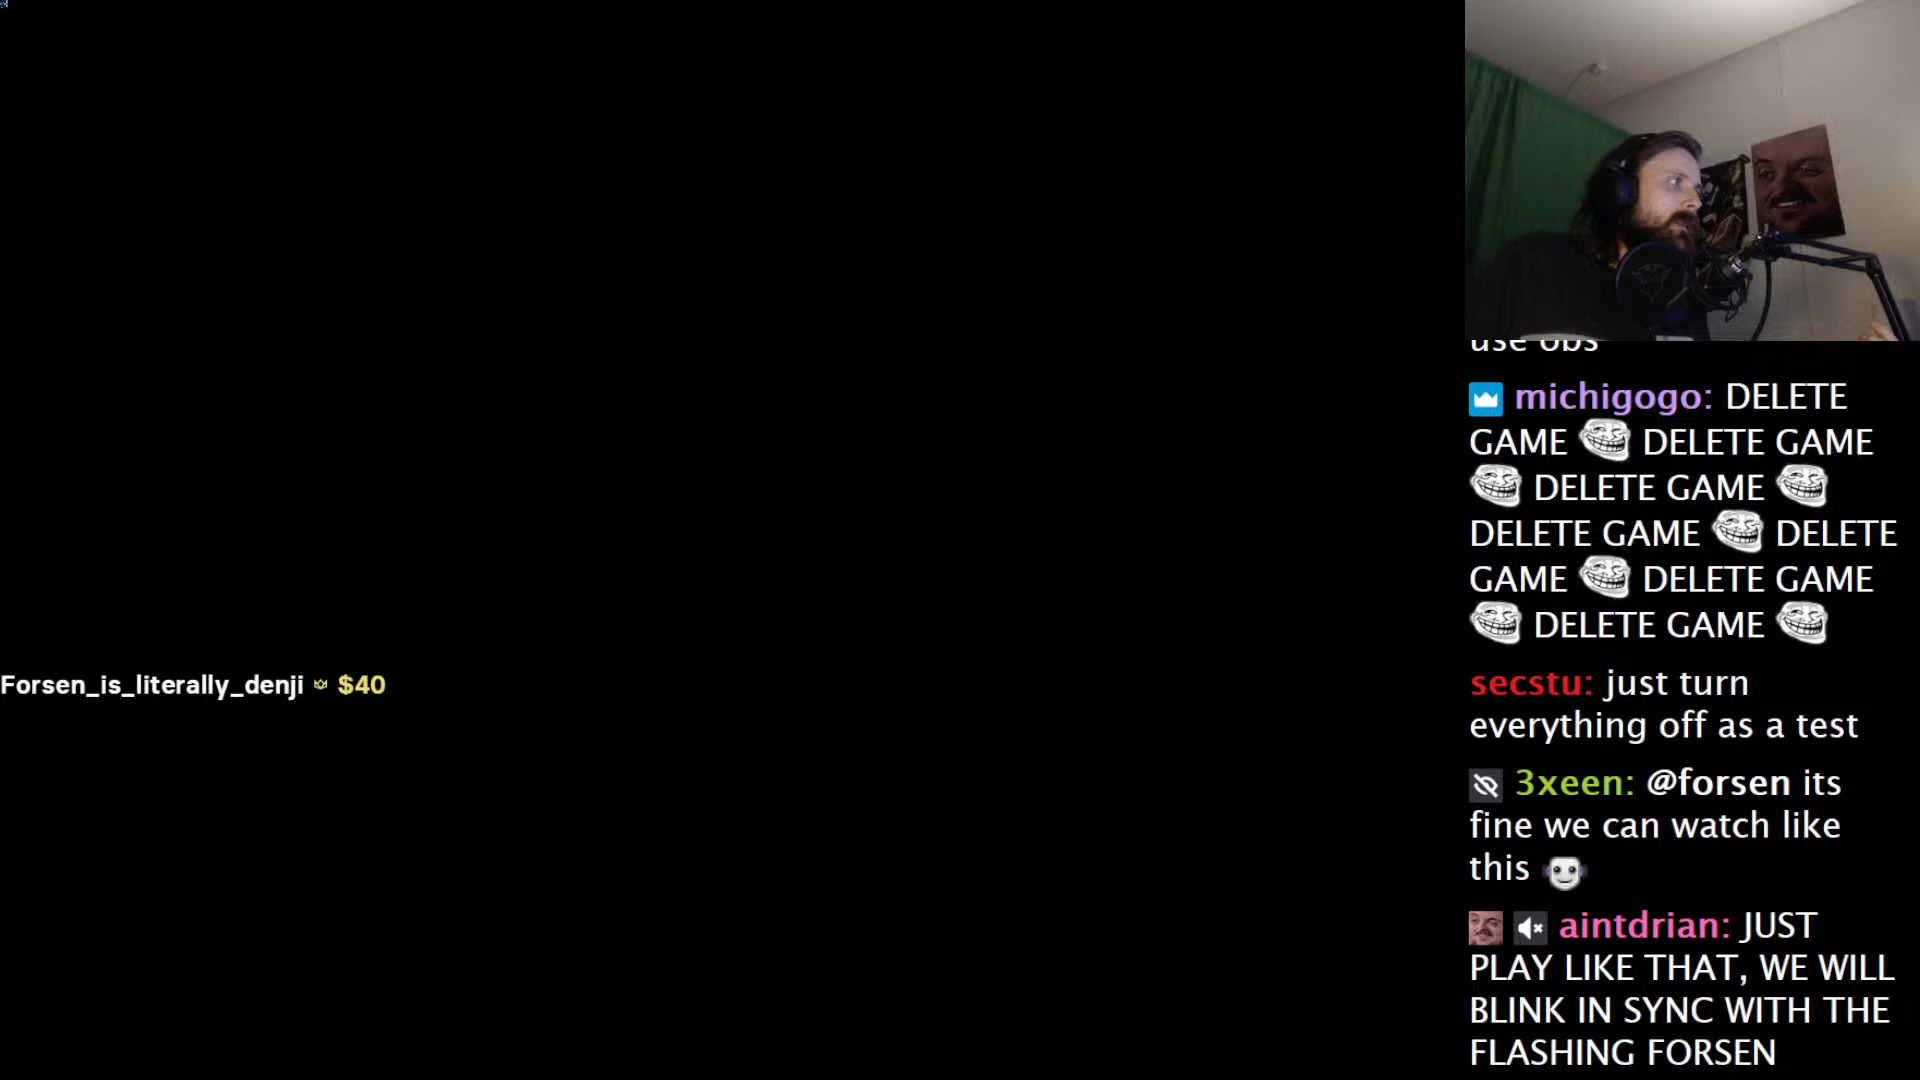 use obs
michigogo: DELETE
GAME DELETE GAME
DELETE GAME
DELETE GAME DELETE
GAME DELETE GAME
DELETE GAME
secstu: just turn
everything off as a test
3xeen: @forsen its
fine we can watch like
this
aintdrian: JUST
PLAY LIKE THAT, WE WILL
BLINK IN SYNC WITH THE
FLASHING FORSEN
Forsen_is_literally_denji $40